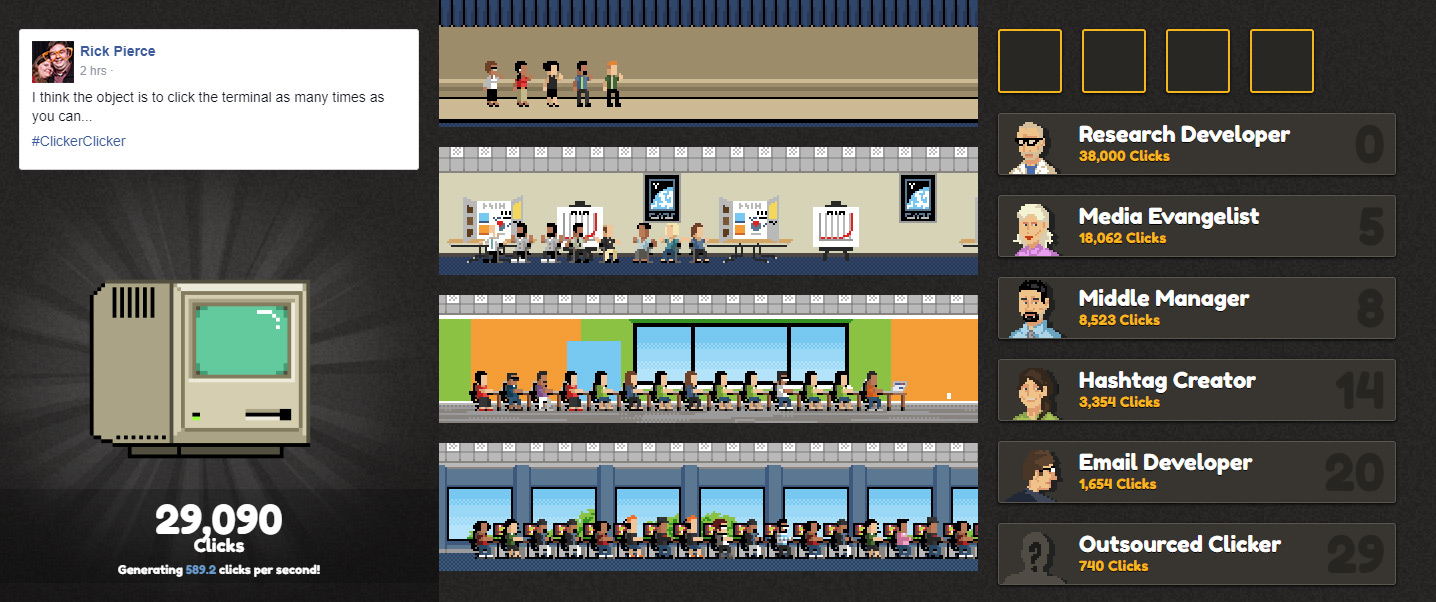 Rick Pierce
2 hrs ·
I think the object is to click the terminal as many times as
you can...
#ClickerClicker
29,090
Clicks
Generating 589.2 clicks per second!
Research Developer
38,000 Clicks
0
Media Evangelist
18,062 Clicks
5
Middle Manager
8,523 Clicks
8
Hashtag Creator
3,354 Clicks
14
Email Developer
1,654 Clicks
20
Outsourced Clicker
740 Clicks
29